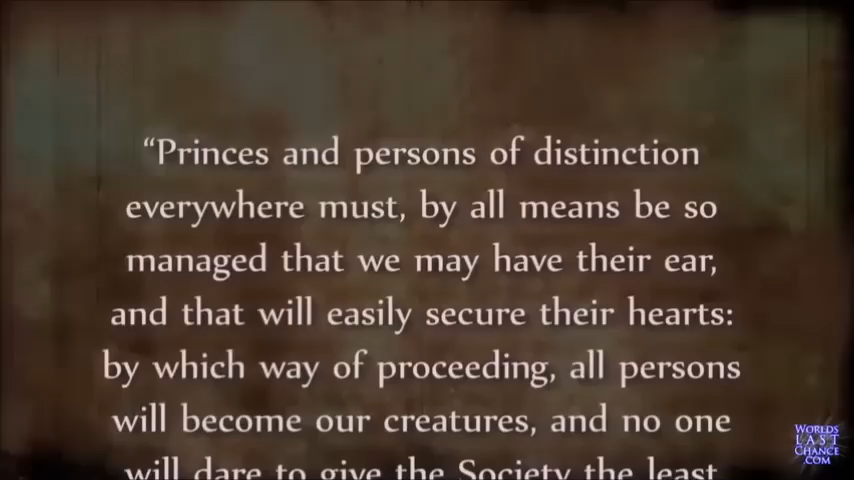 “Princes and persons of distinction
everywhere must, by all means be so
managed that we may have their ear,
and that will easily secure their hearts:
by which way of proceeding, all persons
will become our creatures, and no one
will dare to give the Society the least
WORLDS
LAST
CHANCE
.COM